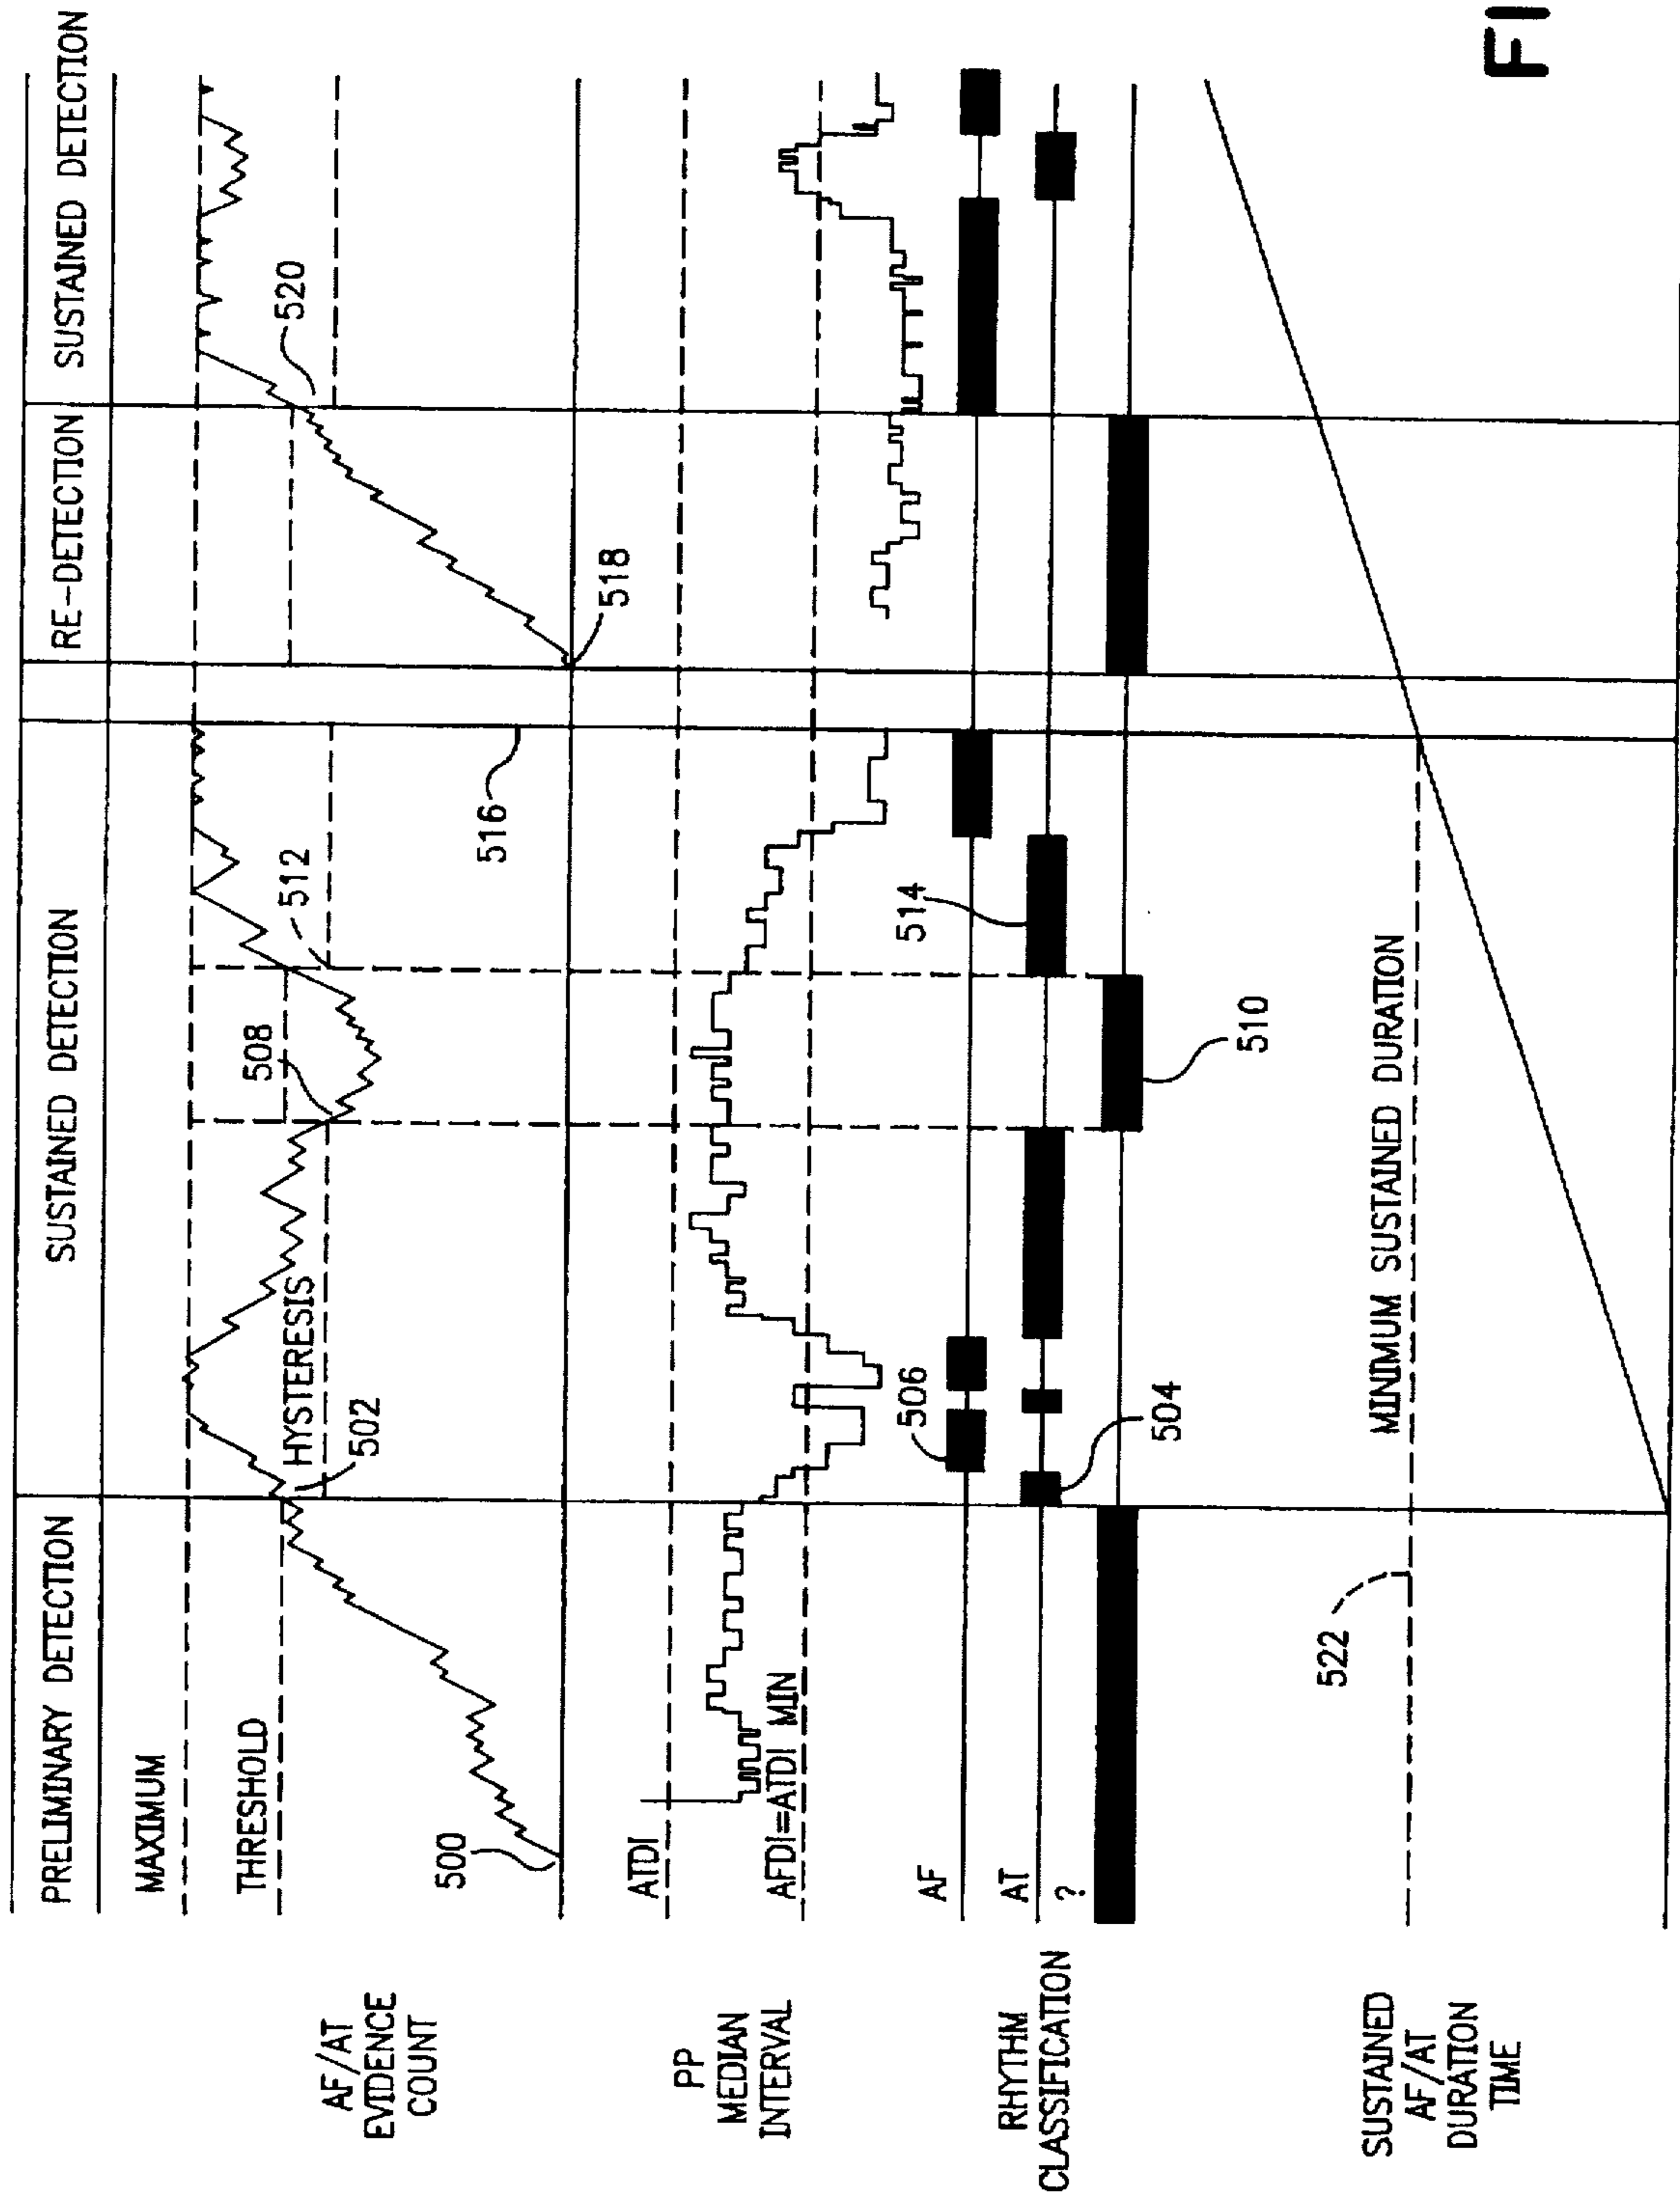 PRELIMINARY DETECTION
SUSTAINED DETECTION
RE-DETECTION
SUSTAINED DETECTION
AF/AT
EVIDENCE
COUNT
MAXIMUM
THRESHOLD
HYSTERESIS
500
502
508
512
516
518
520
PP
MEDIAN
INTERVAL
ATDI
AFDI=ATDI MIN
RHYTHM
CLASSIFICATION
AF
AT
?
506
504
514
510
SUSTAINED
AF/AT
DURATION
TIME
522
MINIMUM SUSTAINED DURATION
FI